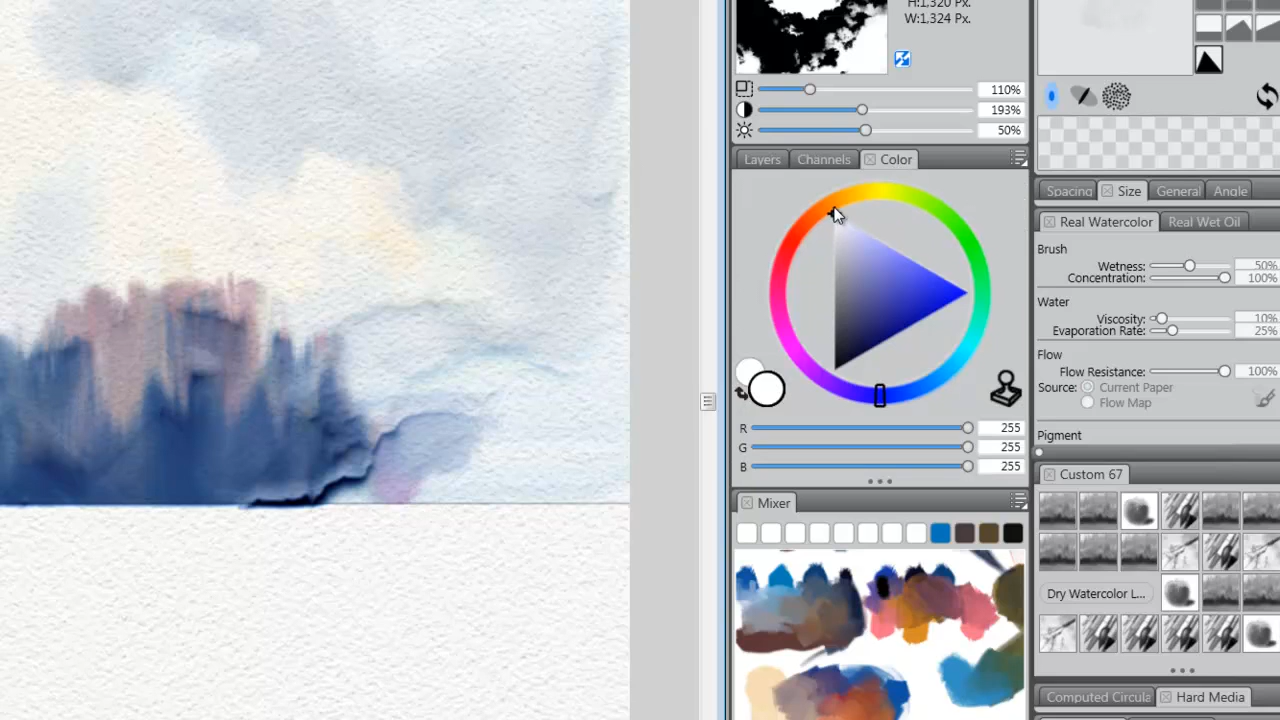 H:1,320 Px.
W:1,324 Px.
110%
193%
50%
Layers Channels Color
R 255
G 255
B 255
Mixer
Spacing Size General Angle
Real Watercolor Real Wet Oil
Brush
Wetness: 50%
Concentration: 100%
Water
Viscosity: 10%
Evaporation Rate: 25%
Flow
Flow Resistance: 100%
Source: Current Paper
Flow Map
Pigment
Custom 67
Dry Watercolor L...
Computed Circula Hard Media